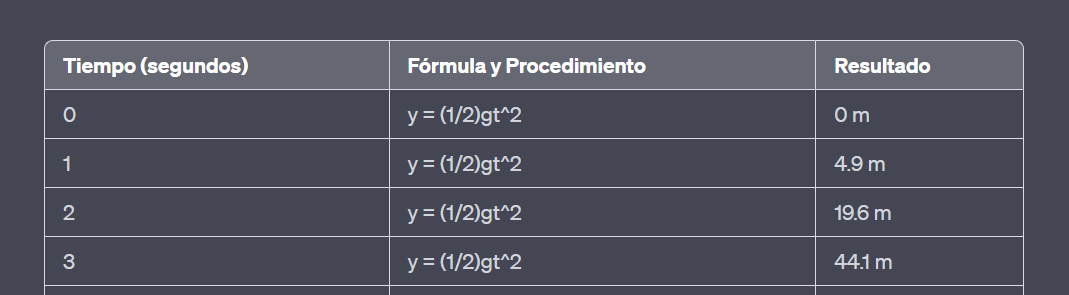 Tiempo (segundos) Fórmula y Procedimiento Resultado
0 y = (1/2)gt^2 0 m
1 y = (1/2)gt^2 4.9 m
2 y = (1/2)gt^2 19.6 m
3 y = (1/2)gt^2 44.1 m